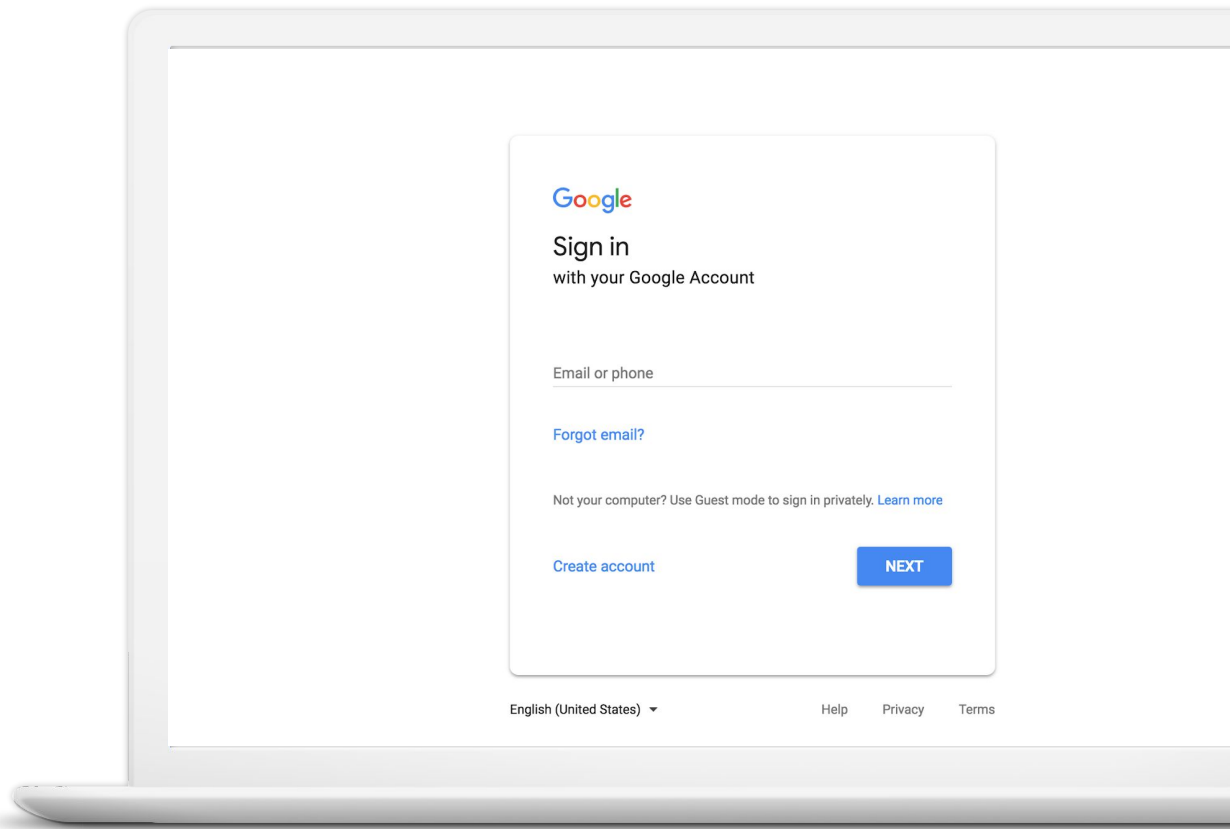 Google
Sign in
with your Google Account
Email or phone
Forgot email?
Not your computer? Use Guest mode to sign in privately. Learn more
Create account
NEXT
English (United States)
Help Privacy Terms